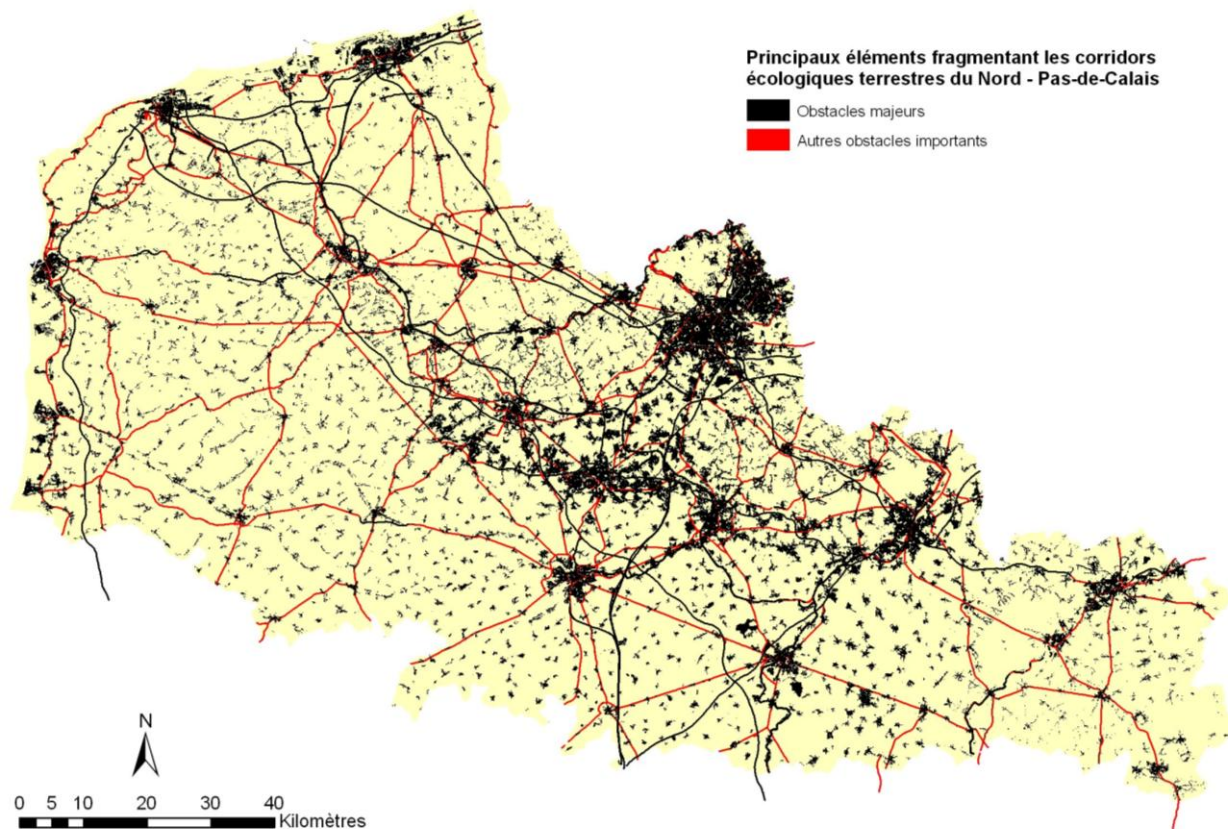 Principaux éléments fragmentant les corridors
écologiques terrestres du Nord - Pas-de-Calais
Obstacles majeurs
Autres obstacles importants
N
0 5 10 20 30 40
Kilomètres